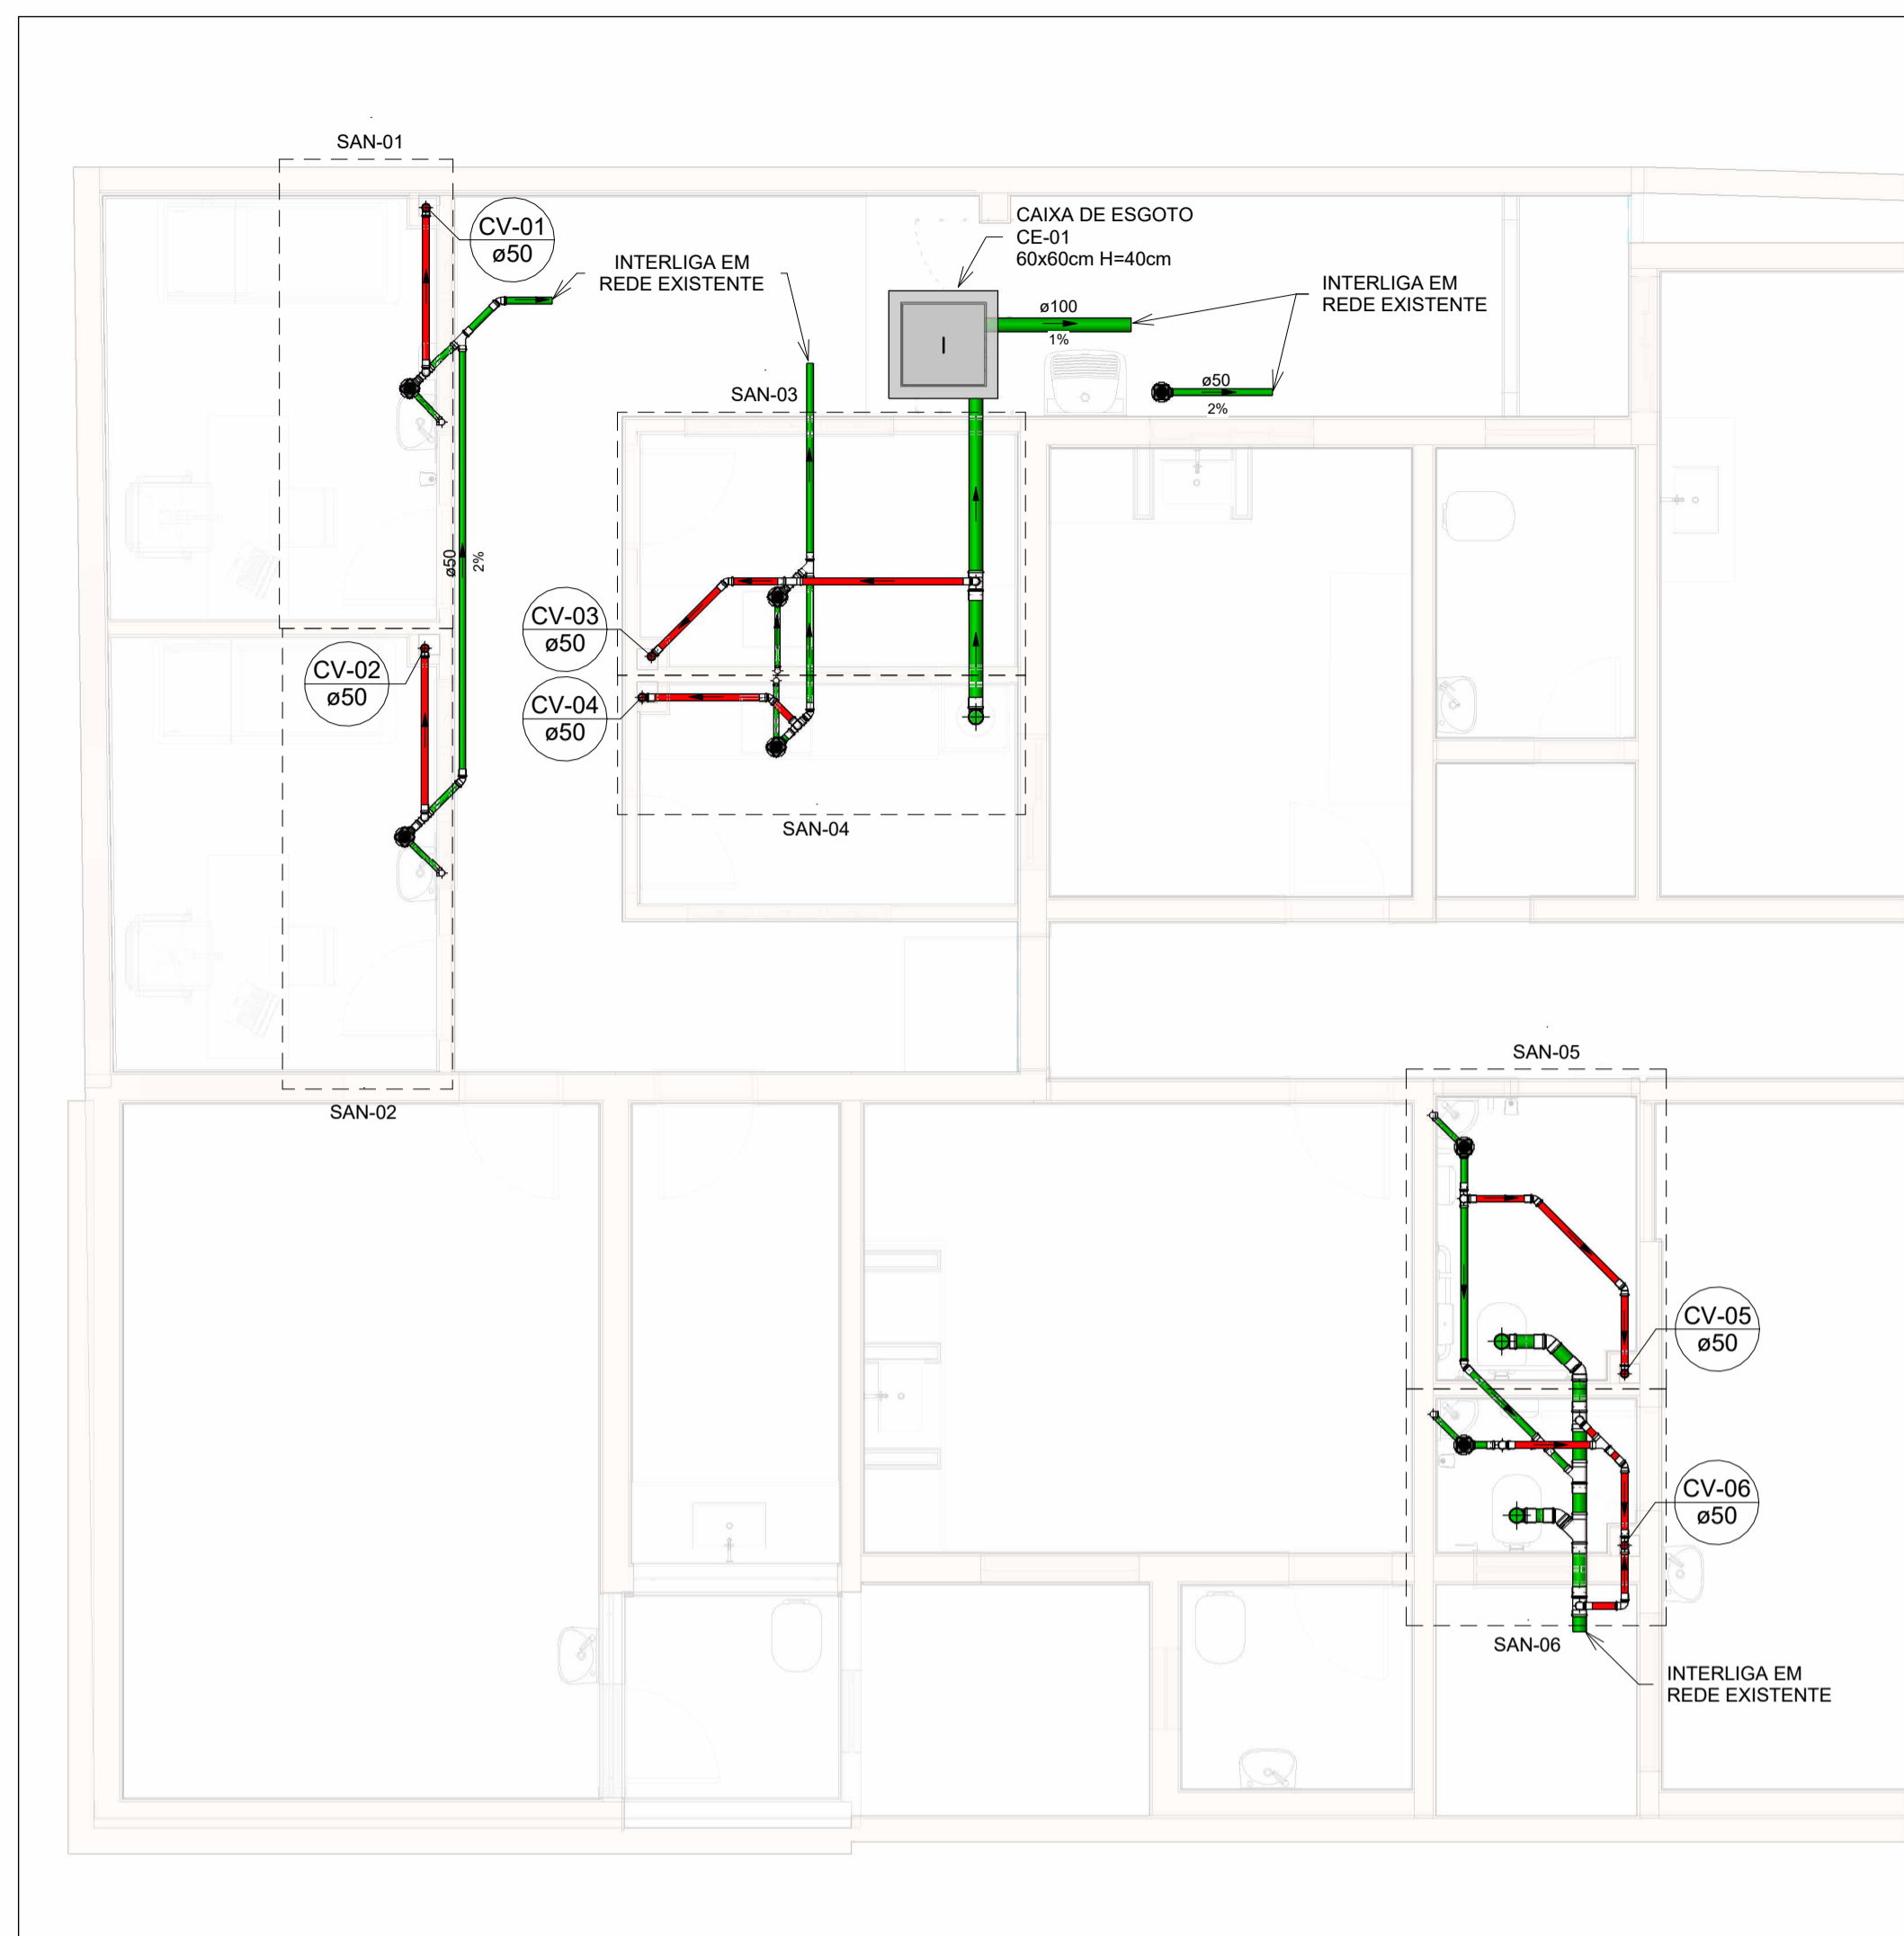 SAN-01
CV-01
ø50
INTERLIGA EM
REDE EXISTENTE
CAIXA DE ESGOTO
CE-01
60x60cm H=40cm
INTERLIGA EM
REDE EXISTENTE
ø100
1%
ø50
2%
SAN-03
ø50
2%
CV-03
ø50
CV-02
ø50
CV-04
ø50
SAN-04
SAN-02
SAN-05
CV-05
ø50
CV-06
ø50
SAN-06
INTERLIGA EM
REDE EXISTENTE